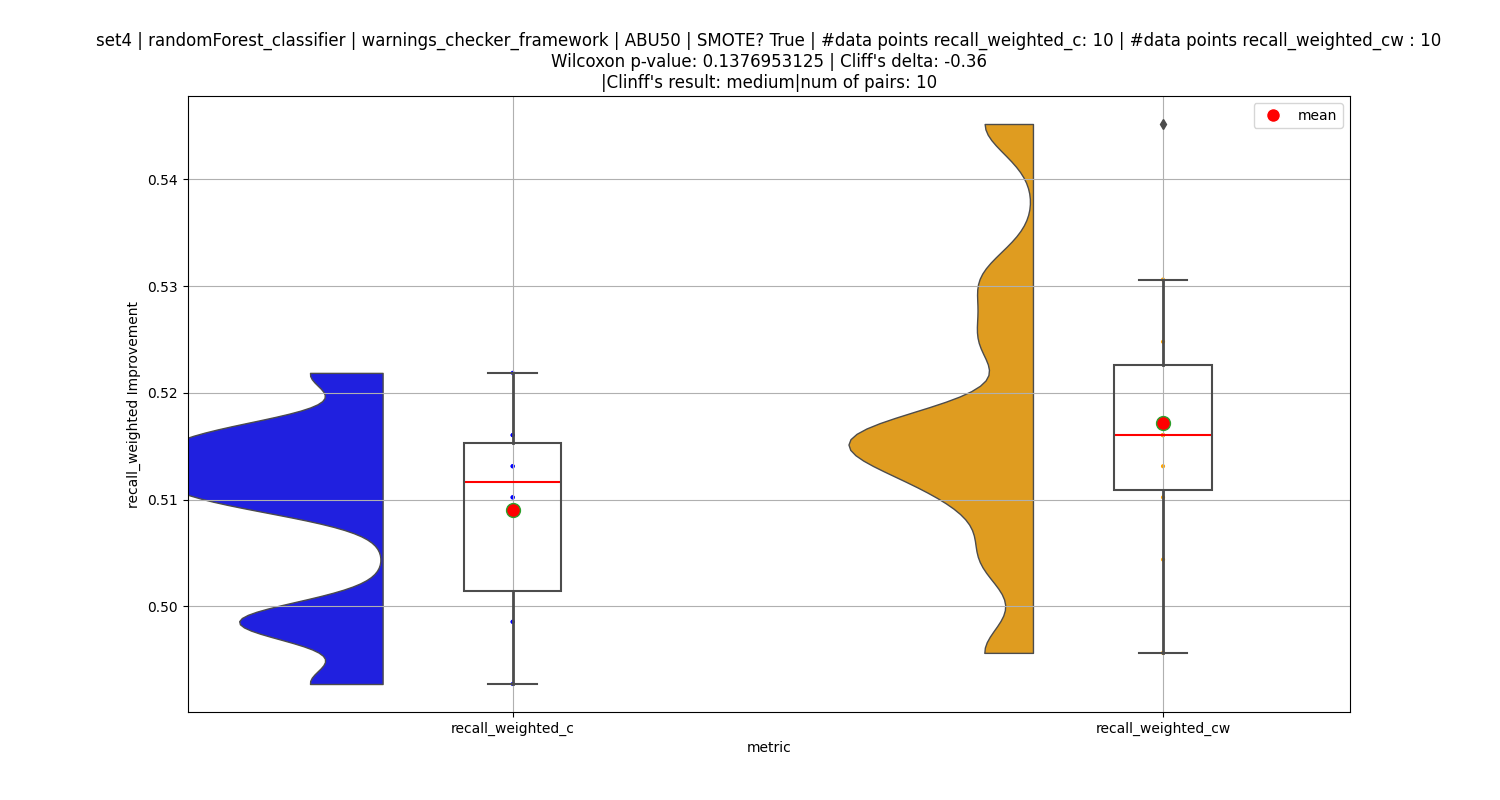 set4 | randomForest_classifier | warnings_checker_framework | ABU50 | SMOTE? True | #data points recall_weighted_c: 10 | #data points recall_weighted_cw : 10
Wilcoxon p-value: 0.1376953125 | Cliff's delta: -0.36
|Clinff's result: medium|num of pairs: 10
mean
0.54
0.53
0.52
0.51
0.50
recall_weighted Improvement
recall_weighted_c
recall_weighted_cw
metric